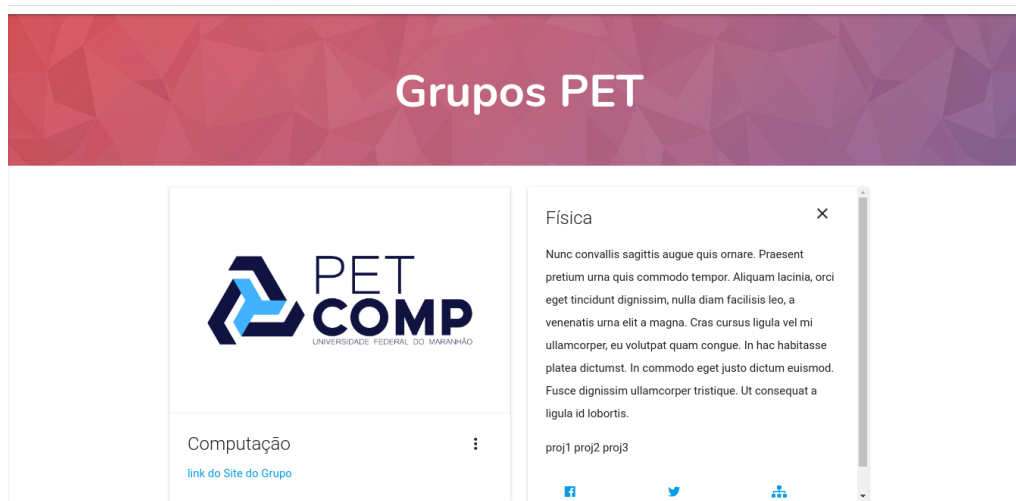 Grupos PET
PET
COMP
UNIVERSIDADE FEDERAL DO MARANHÃO
Computação
link do Site do Grupo
Física
Nunc convallis sagittis augue quis ornare. Praesent
pretium urna quis commodo tempor. Aliquam lacinia, orci
eget tincidunt dignissim, nulla diam facilisis leo, a
venenatis urna elit a magna. Cras cursus ligula vel mi
ullamcorper, eu volutpat quam congue. In hac habitasse
platea dictumst. In commodo eget justo dictum euismod.
Fusce dignissim ullamcorper tristique. Ut consequat a
ligula id lobortis.
proj1 proj2 proj3